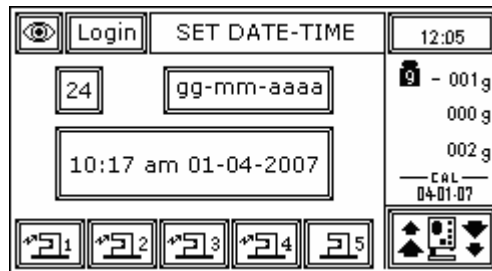 Login SET DATE-TIME 12:05
24 gg-mm-aaaa
9 - 001g
000 g
10:17 am 01-04-2007
002 g
CAL
04-01-07
1 2 3 4 5